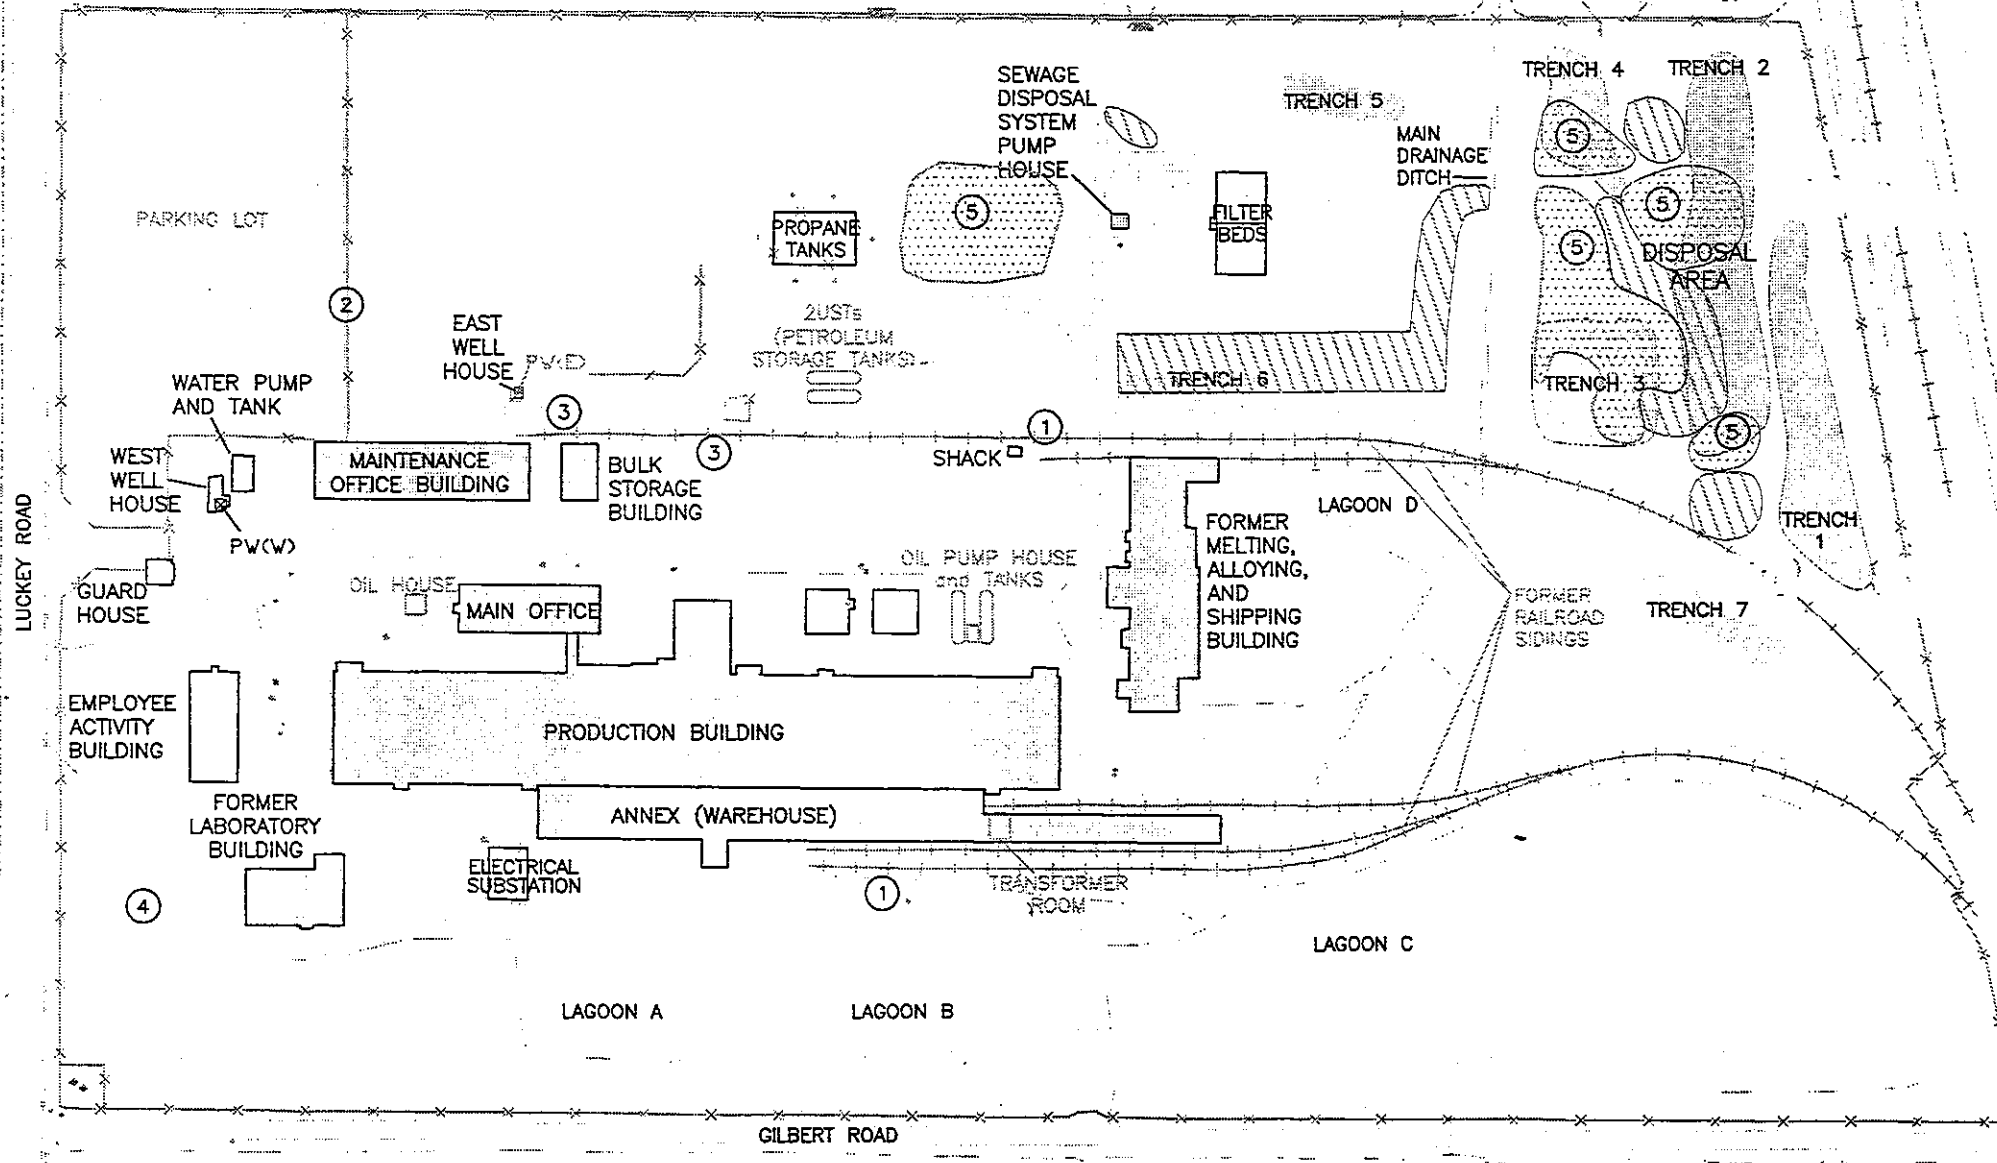 SEWAGE
DISPOSAL
SYSTEM
PUMP
HOUSE
TRENCH 5
TRENCH 4
TRENCH 2
MAIN
DRAINAGE
DITCH
5
5
5
5
PARKING LOT
PROPANE
TANKS
FILTER
BEDS
DISPOSAL
AREA
2
2USTs
(PETROLEUM
STORAGE TANKS)
EAST
WELL
HOUSE
PW(E)
WATER PUMP
AND TANK
TRENCH 6
TRENCH 3
3
3
1
5
SHACK
WEST
WELL
HOUSE
MAINTENANCE
OFFICE BUILDING
BULK
STORAGE
BUILDING
LAGOON D
TRENCH
1
LUCKEY ROAD
PW(W)
FORMER
MELTING,
ALLOYING,
AND
SHIPPING
BUILDING
OIL PUMP HOUSE
and TANKS
GUARD
HOUSE
OIL HOUSE
MAIN OFFICE
FORMER
RAILROAD
SIDINGS
TRENCH 7
EMPLOYEE
ACTIVITY
BUILDING
PRODUCTION BUILDING
FORMER
LABORATORY
BUILDING
ANNEX (WAREHOUSE)
ELECTRICAL
SUBSTATION
4
1
TRANSFORMER
ROOM
LAGOON C
LAGOON A
LAGOON B
GILBERT ROAD